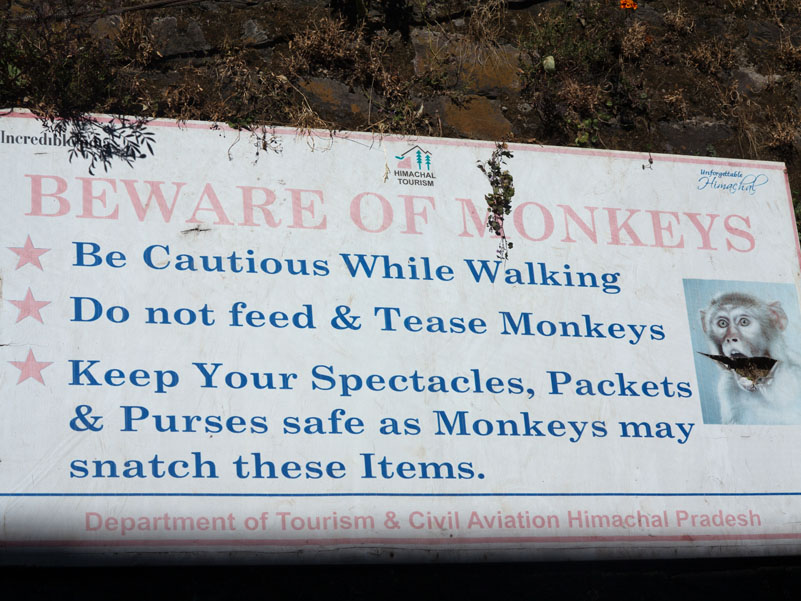 Incredible
HIMACHAL
TOURISM
Unforgettable
Himachal
BEWARE OF MONKEYS
Be Cautious While Walking
Do not feed & Tease Monkeys
Keep Your Spectacles, Packets
& Purses safe as Monkeys may
snatch these Items.
Department of Tourism & Civil Aviation Himachal Pradesh